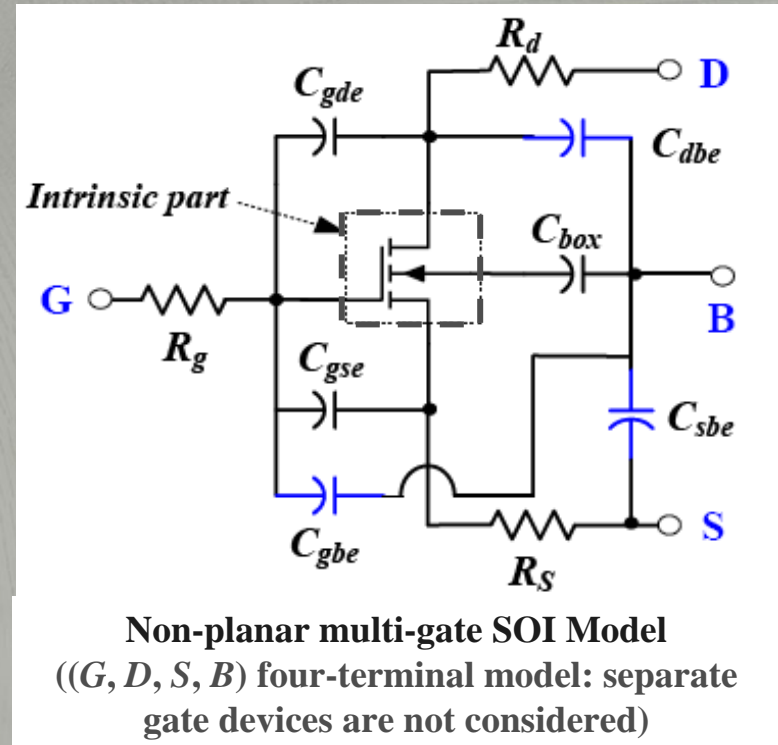 R_d
D
C_gde
C_dbe
Intrinsic part
C_box
G
B
R_g
C_gse
C_sbe
S
C_gbe
R_S
Non-planar multi-gate SOI Model
((G, D, S, B) four-terminal model: separate
gate devices are not considered)